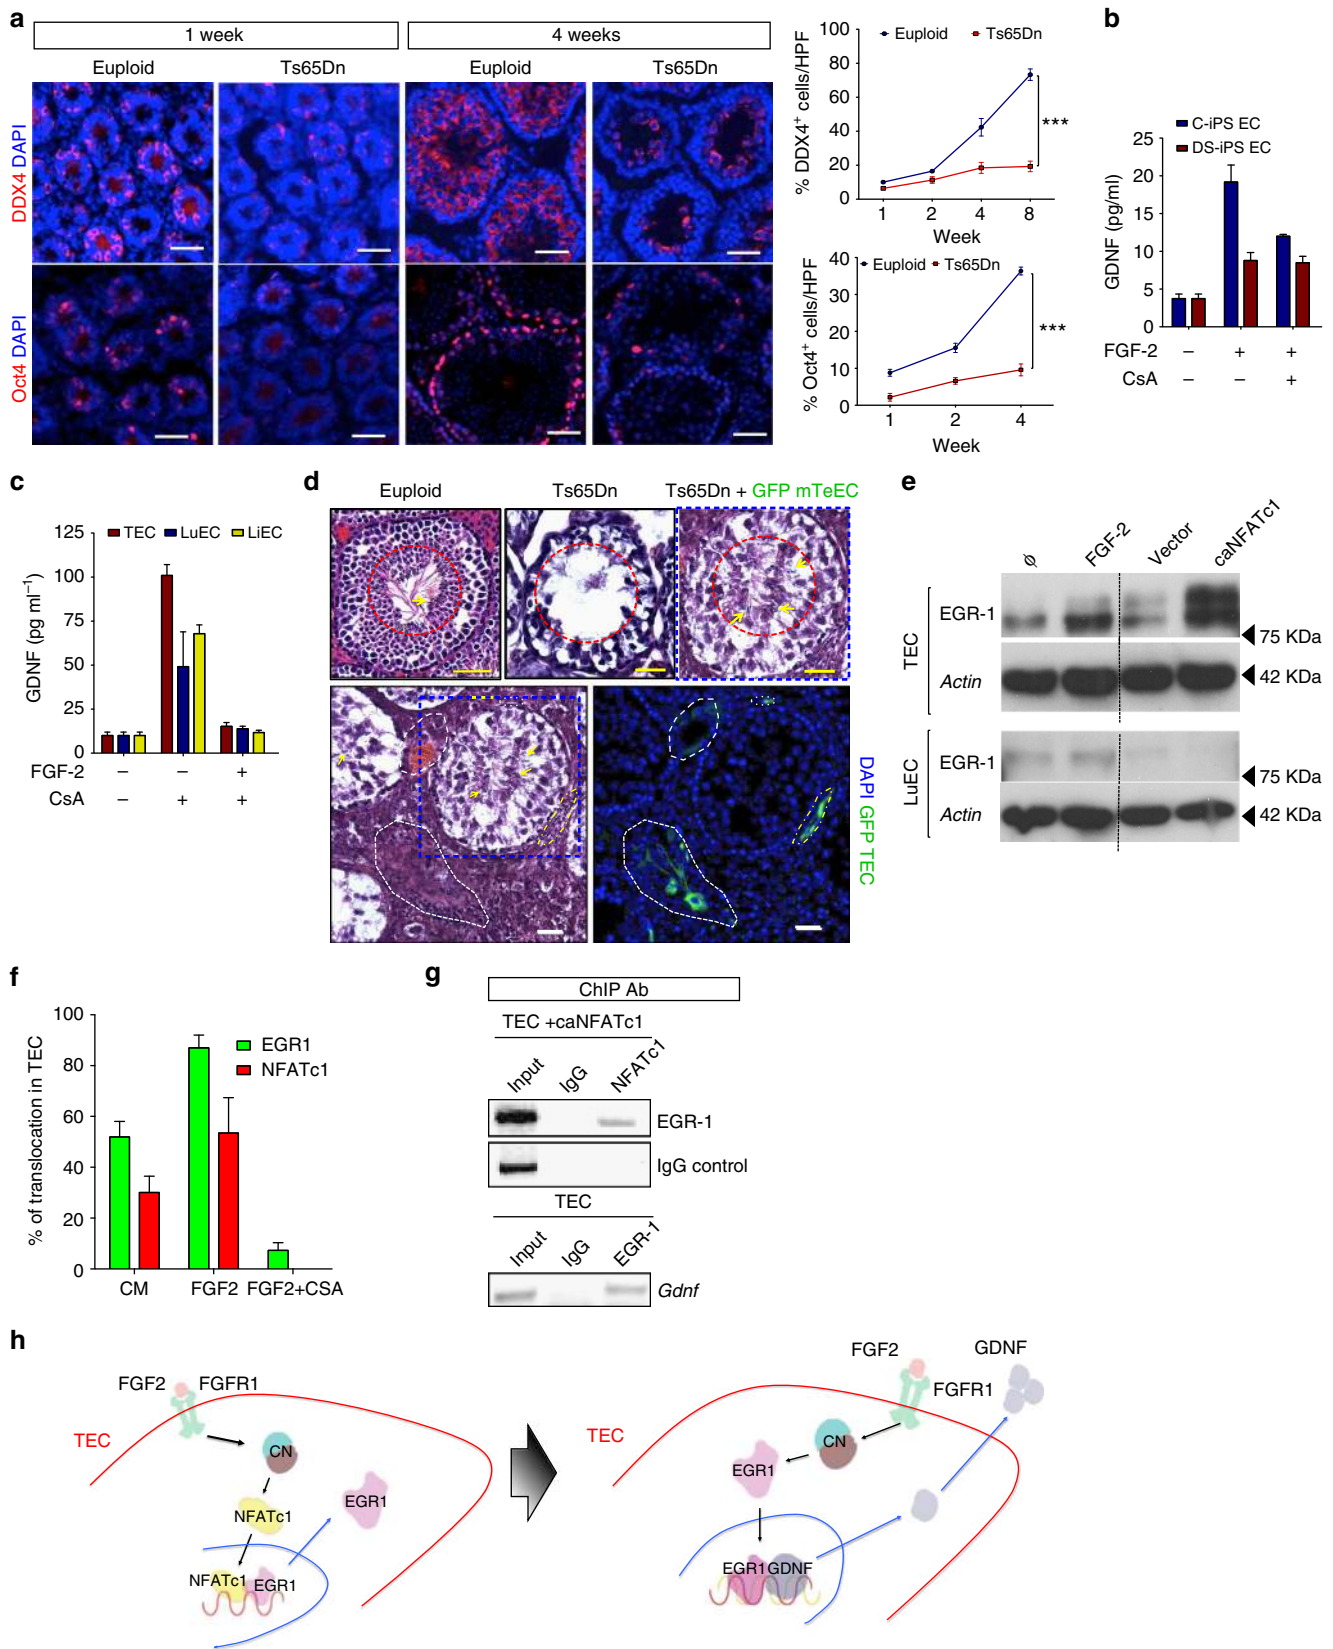 a
1 week
4 weeks
Euploid
Ts65Dn
Euploid
Ts65Dn
DDX4 DAPI
Oct4 DAPI
% DDX4+ cells/HPF
100
80
60
40
20
0
Euploid
Ts65Dn
***
1 2 4 8
Week
% Oct4+ cells/HPF
40
30
20
10
0
Euploid
Ts65Dn
***
1 2 4
Week
b
C-iPS EC
DS-iPS EC
GDNF (pg/ml)
25
20
15
10
5
0
FGF-2 – + +
CsA – – +
c
TEC
LuEC
LiEC
GDNF (pg ml–1)
125
100
75
50
25
0
FGF-2 – – +
CsA – + +
d
Euploid
Ts65Dn
Ts65Dn + GFP mTeEC
DAPI GFP TEC
e
ϕ
FGF-2
Vector
caNFATc1
TEC
EGR-1
75 KDa
Actin
42 KDa
LuEC
EGR-1
75 KDa
Actin
42 KDa
f
% of translocation in TEC
100
80
60
40
20
0
EGR1
NFATc1
CM
FGF2
FGF2+CSA
g
ChIP Ab
TEC +caNFATc1
Input
IgG
NFATc1
EGR-1
IgG control
TEC
Input
IgG
EGR-1
Gdnf
h
FGF2
FGFR1
TEC
CN
NFATc1
EGR1
NFATc1
EGR1
FGF2
GDNF
FGFR1
TEC
CN
EGR1
EGR1
GDNF